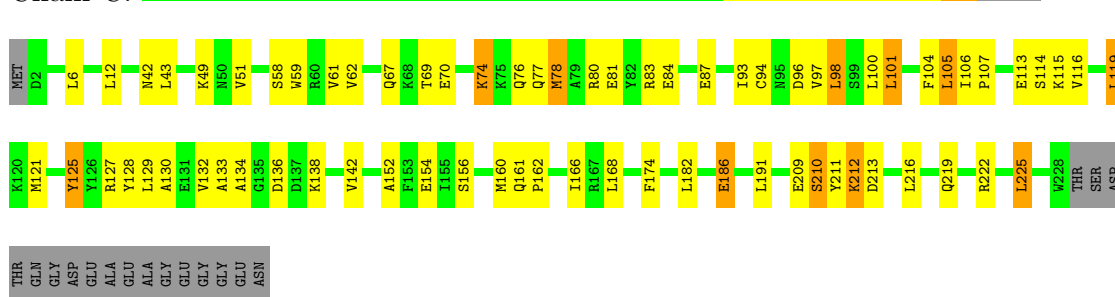 MET D2 L6 L12 N42 L43 K49 N50 V51 S58 W59 R60 V61 V62 Q67 K68 T69 E70 K74 K75 Q76 Q77 M78 A79 R80 E81 Y82 R83 E84 E87 I93 C94 N95 D96 V97 L98 S99 L100 L101 F104 L105 I106 P107 E113 S114 K115 V116 L119
K120 M121 Y125 Y126 R127 Y128 L129 A130 E131 V132 A133 A134 G135 D136 D137 K138 V142 A152 F153 E154 I155 S156 M160 Q161 P162 I166 R167 L168 F174 L182 E186 L191 E209 S210 Y211 K212 D213 L216 Q219 R222 L225 W228 THR SER ASP
THR GLN GLY ASP GLU ALA GLU ALA GLY GLU GLY GLY GLU ASN